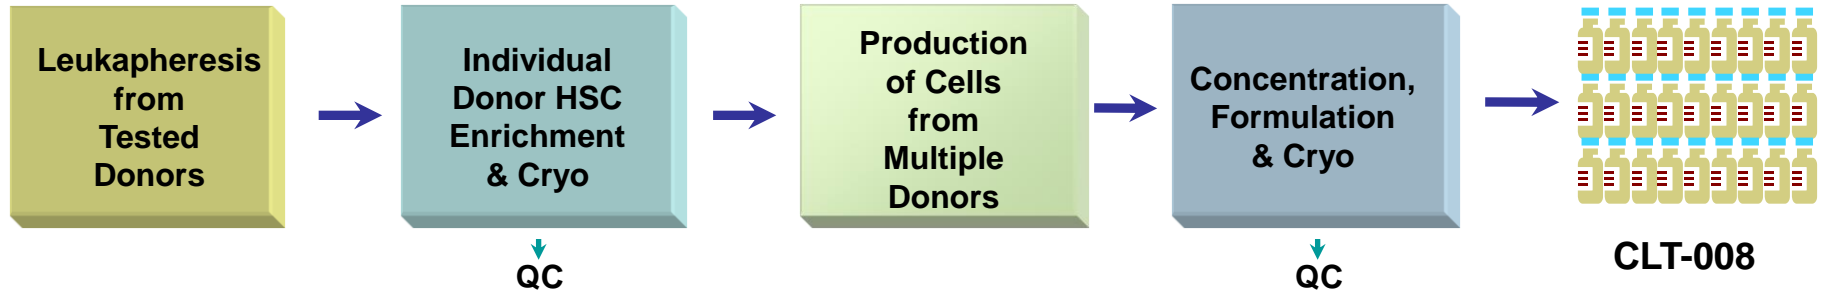 Leukapheresis
from
Tested
Donors
Individual
Donor HSC
Enrichment
& Cryo
QC
Production
of Cells
from
Multiple
Donors
Concentration,
Formulation
& Cryo
QC
CLT-008